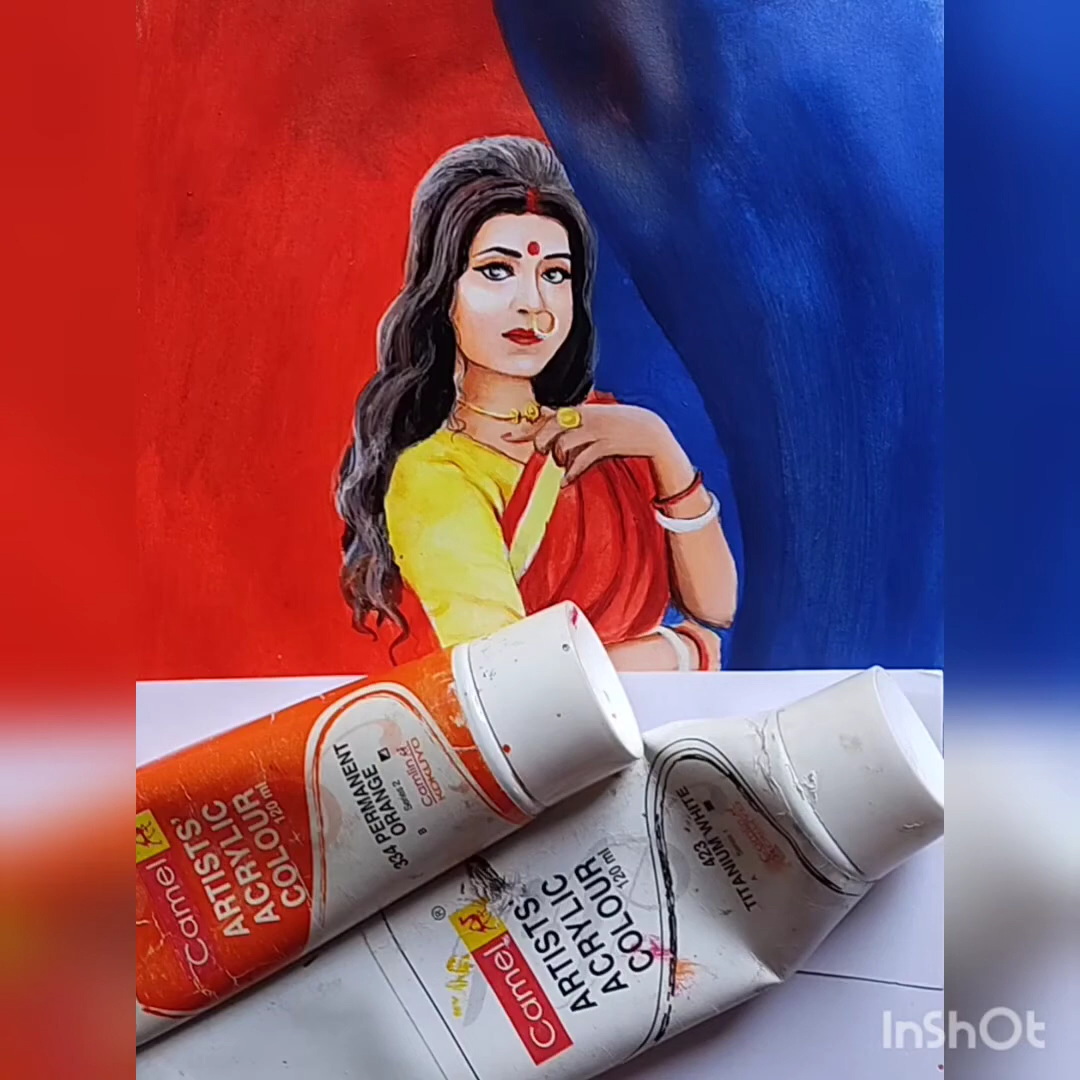 Camel
ARTISTS'
ACRYLIC
COLOUR
120 ml
334 PERMANENT
ORANGE
B Series 2
Camlin
KOKUYO
Camel
®
ARTISTS'
ACRYLIC
COLOUR
120 ml
423
TITANIUM WHITE
InShOt